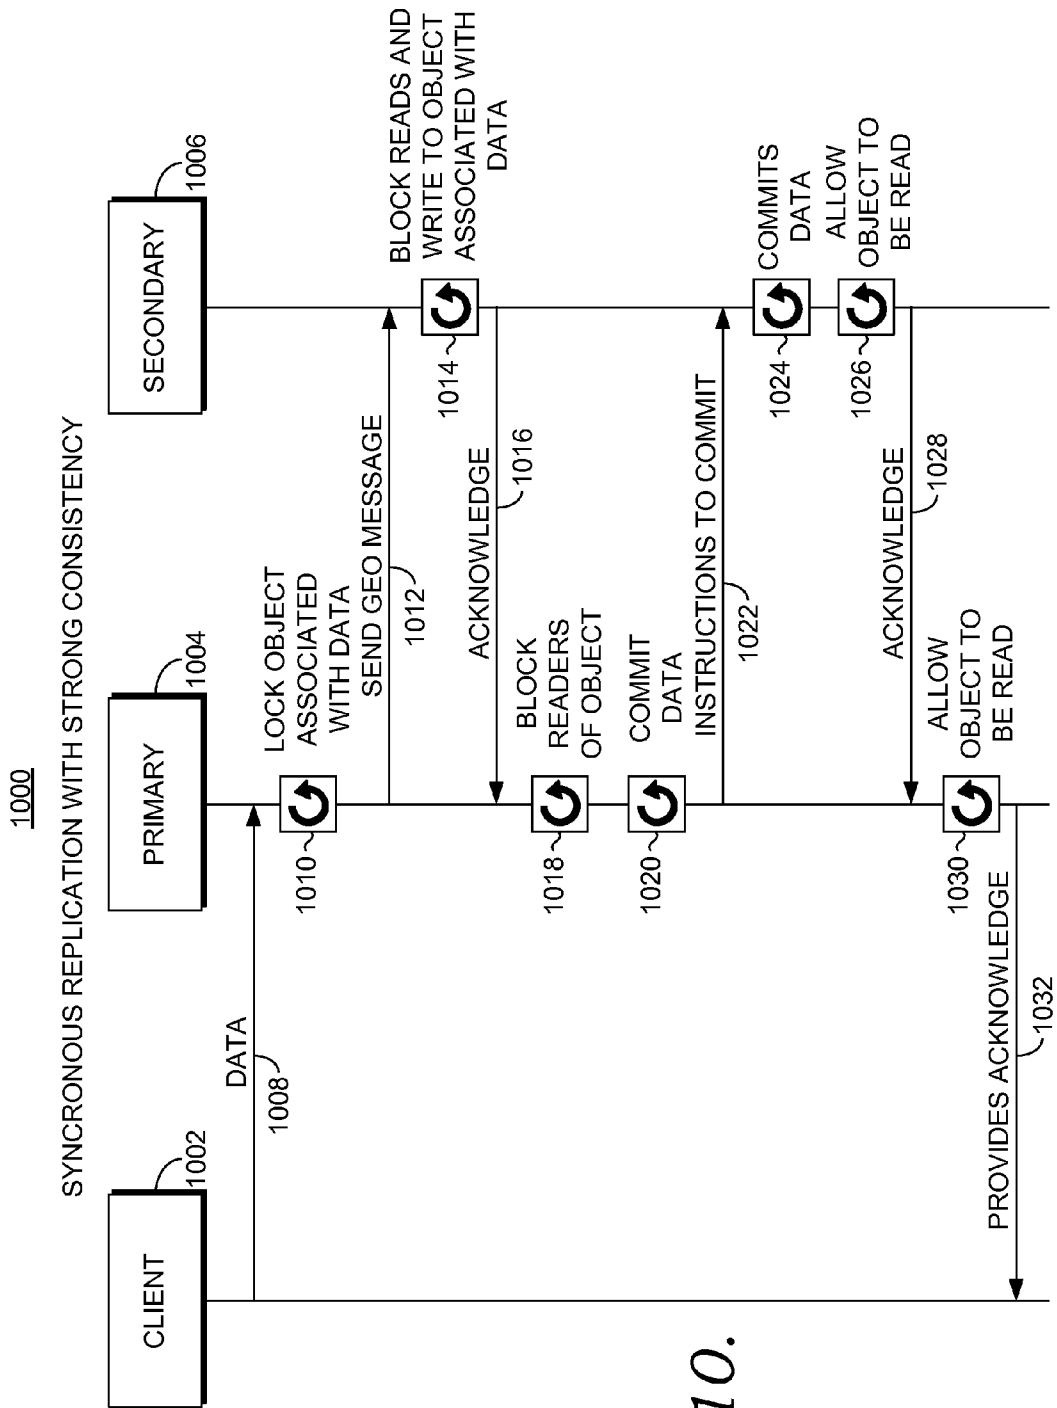 1000
SYNCRONOUS REPLICATION WITH STRONG CONSISTENCY
CLIENT
1002
PRIMARY
1004
SECONDARY
1006
DATA
1008
LOCK OBJECT
ASSOCIATED
WITH DATA
1010
SEND GEO MESSAGE
1012
BLOCK READS AND
WRITE TO OBJECT
ASSOCIATED WITH
DATA
1014
ACKNOWLEDGE
1016
BLOCK
READERS
OF OBJECT
1018
COMMIT
DATA
1020
INSTRUCTIONS TO COMMIT
1022
COMMITS
DATA
1024
ALLOW
OBJECT TO
BE READ
1026
ACKNOWLEDGE
1028
ALLOW
OBJECT TO
BE READ
1030
PROVIDES ACKNOWLEDGE
1032
10.